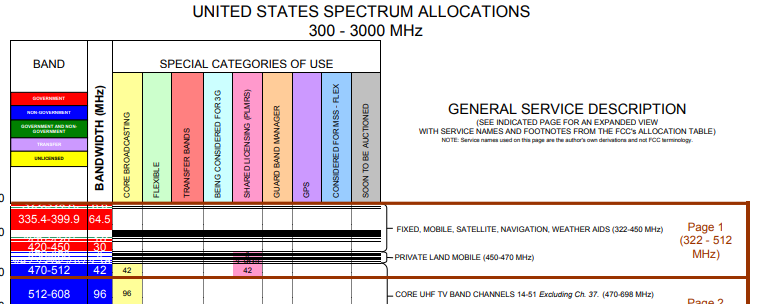 UNITED STATES SPECTRUM ALLOCATIONS
300 - 3000 MHz
BAND
BANDWIDTH (MHz)
SPECIAL CATEGORIES OF USE
GOVERNMENT
NON-GOVERNMENT
GOVERNMENT AND NON-
GOVERNMENT
TRANSFER
UNLICENSED
CORE BROADCASTING
FLEXIBLE
TRANSFER BANDS
BEING CONSIDERED FOR 3G
SHARED LICENSING (PLMRS)
GUARD BAND MANAGER
GPS
CONSIDERED FOR MSS - FLEX
SOON TO BE AUCTIONED
GENERAL SERVICE DESCRIPTION
(SEE INDICATED PAGE FOR AN EXPANDED VIEW
WITH SERVICE NAMES AND FOOTNOTES FROM THE FCC's ALLOCATION TABLE)
NOTE: Service names used on this page are the author's own derivations and not FCC terminology.
335.4-399.9 64.5
FIXED, MOBILE, SATELLITE, NAVIGATION, WEATHER AIDS (322-450 MHz)
Page 1
(322 - 512
MHz)
420-450 30
PRIVATE LAND MOBILE (450-470 MHz)
470-512 42 42 42
512-608 96 96
CORE UHF TV BAND CHANNELS 14-51 Excluding Ch. 37. (470-698 MHz)
Page 2